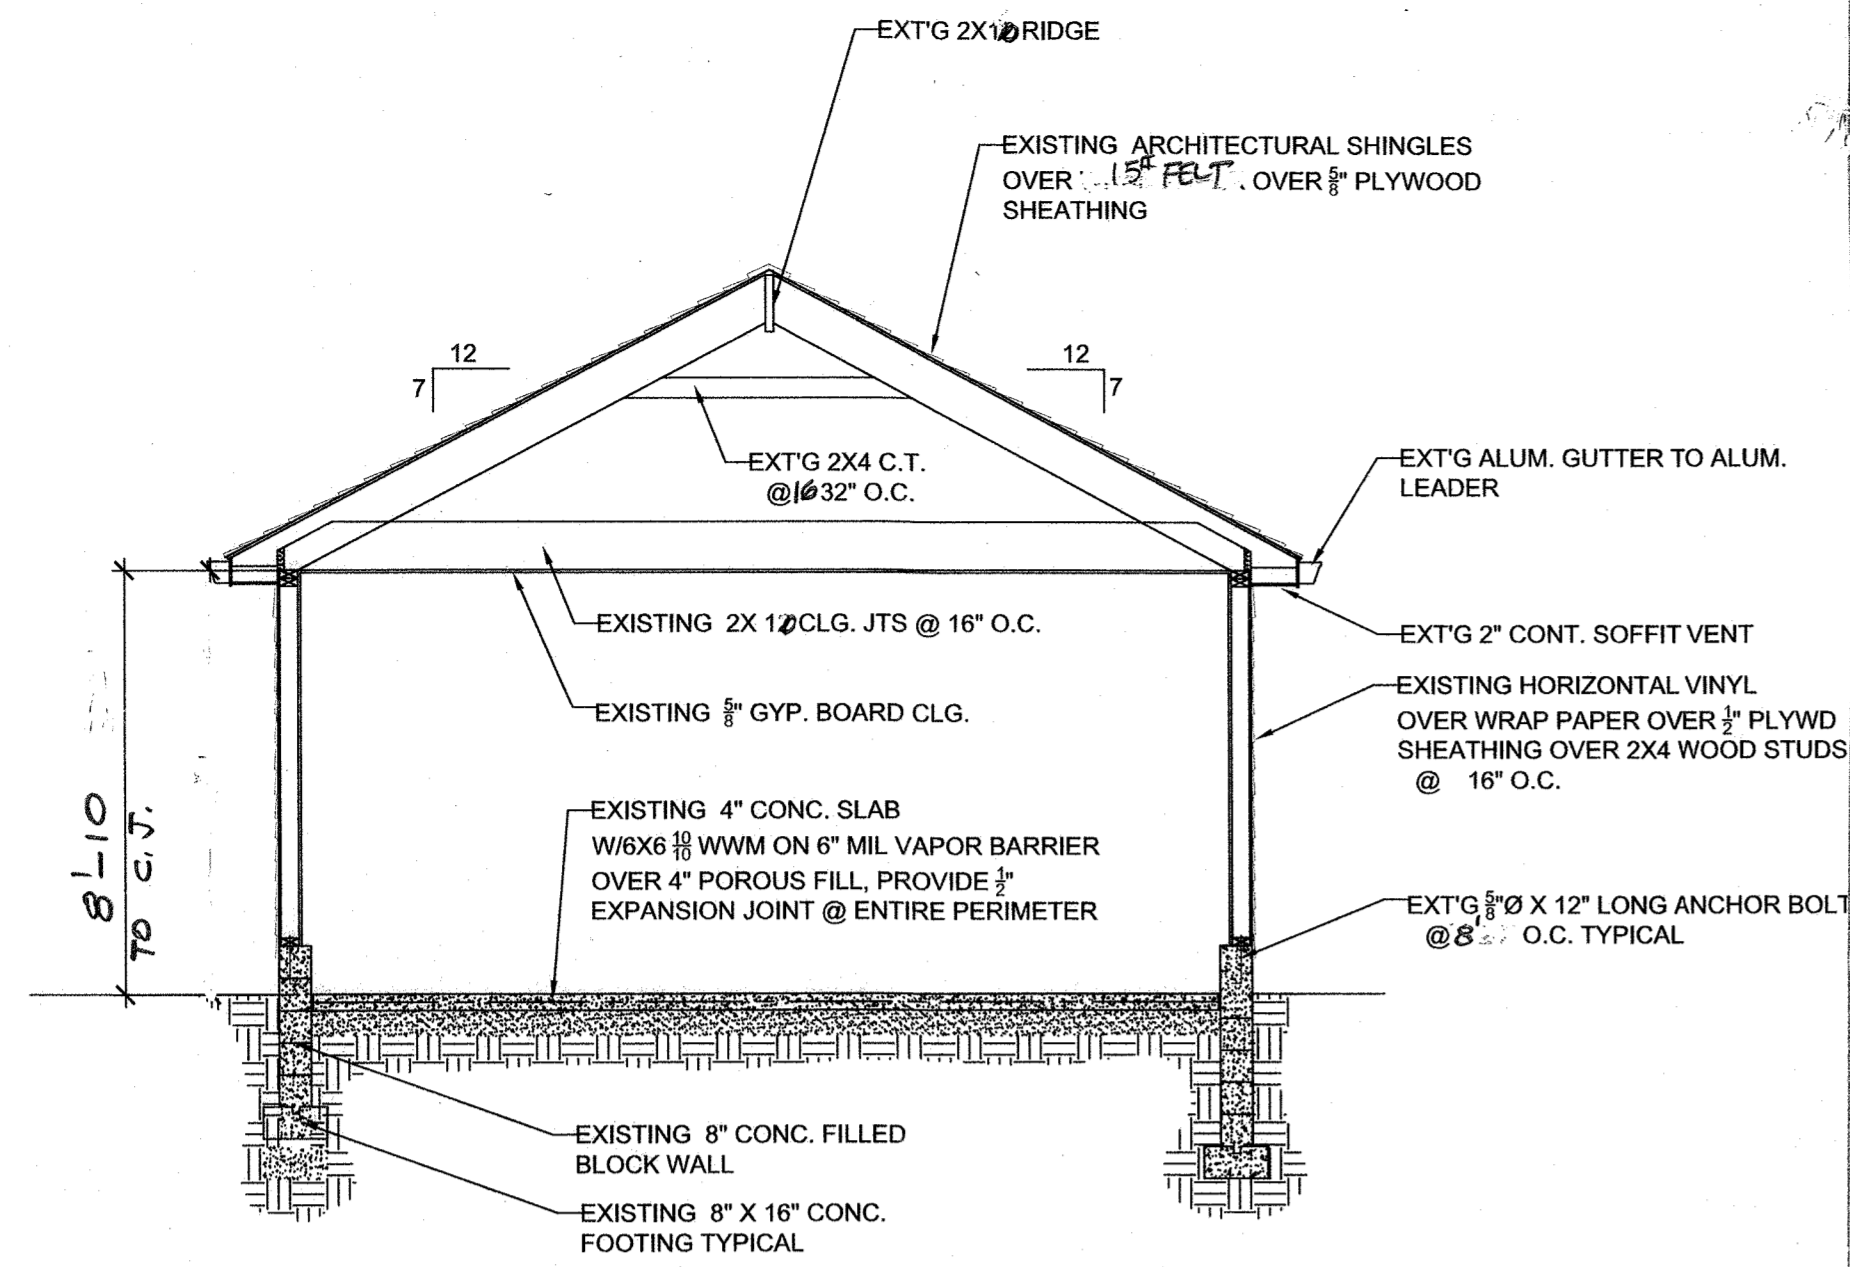 EXT'G 2X10 RIDGE
EXISTING ARCHITECTURAL SHINGLES
OVER 15# FELT. OVER 5/8" PLYWOOD
SHEATHING
12
7
12
7
EXT'G 2X4 C.T.
@1632" O.C.
EXT'G ALUM. GUTTER TO ALUM.
LEADER
EXISTING 2X 10 CLG. JTS @ 16" O.C.
EXT'G 2" CONT. SOFFIT VENT
EXISTING 5/8" GYP. BOARD CLG.
EXISTING HORIZONTAL VINYL
OVER WRAP PAPER OVER 1/2" PLYWD
SHEATHING OVER 2X4 WOOD STUDS
@ 16" O.C.
8'-10
TO C.J.
EXISTING 4" CONC. SLAB
W/6X6 10/10 WWM ON 6" MIL VAPOR BARRIER
OVER 4" POROUS FILL, PROVIDE 1/2"
EXPANSION JOINT @ ENTIRE PERIMETER
EXT'G 5/8"Ø X 12" LONG ANCHOR BOLT
@8' O.C. TYPICAL
EXISTING 8" CONC. FILLED
BLOCK WALL
EXISTING 8" X 16" CONC.
FOOTING TYPICAL